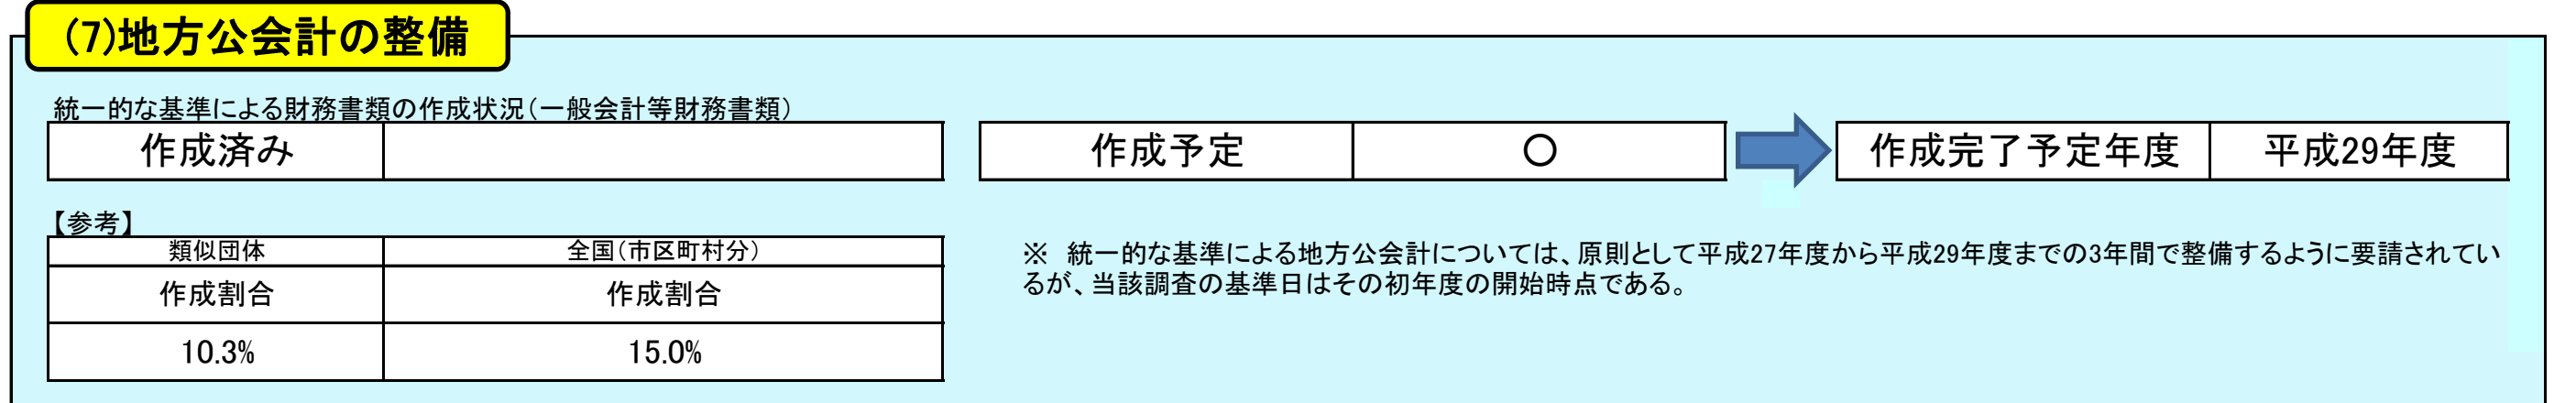 (7)地方公会計の整備
統一的な基準による財務書類の作成状況(一般会計等財務書類)
作成済み
作成予定 ○
作成完了予定年度 平成29年度
【参考】
類似団体 全国(市区町村分)
作成割合 作成割合
10.3% 15.0%
※ 統一的な基準による地方公会計については、原則として平成27年度から平成29年度までの3年間で整備するように要請されてい
るが、当該調査の基準日はその初年度の開始時点である。